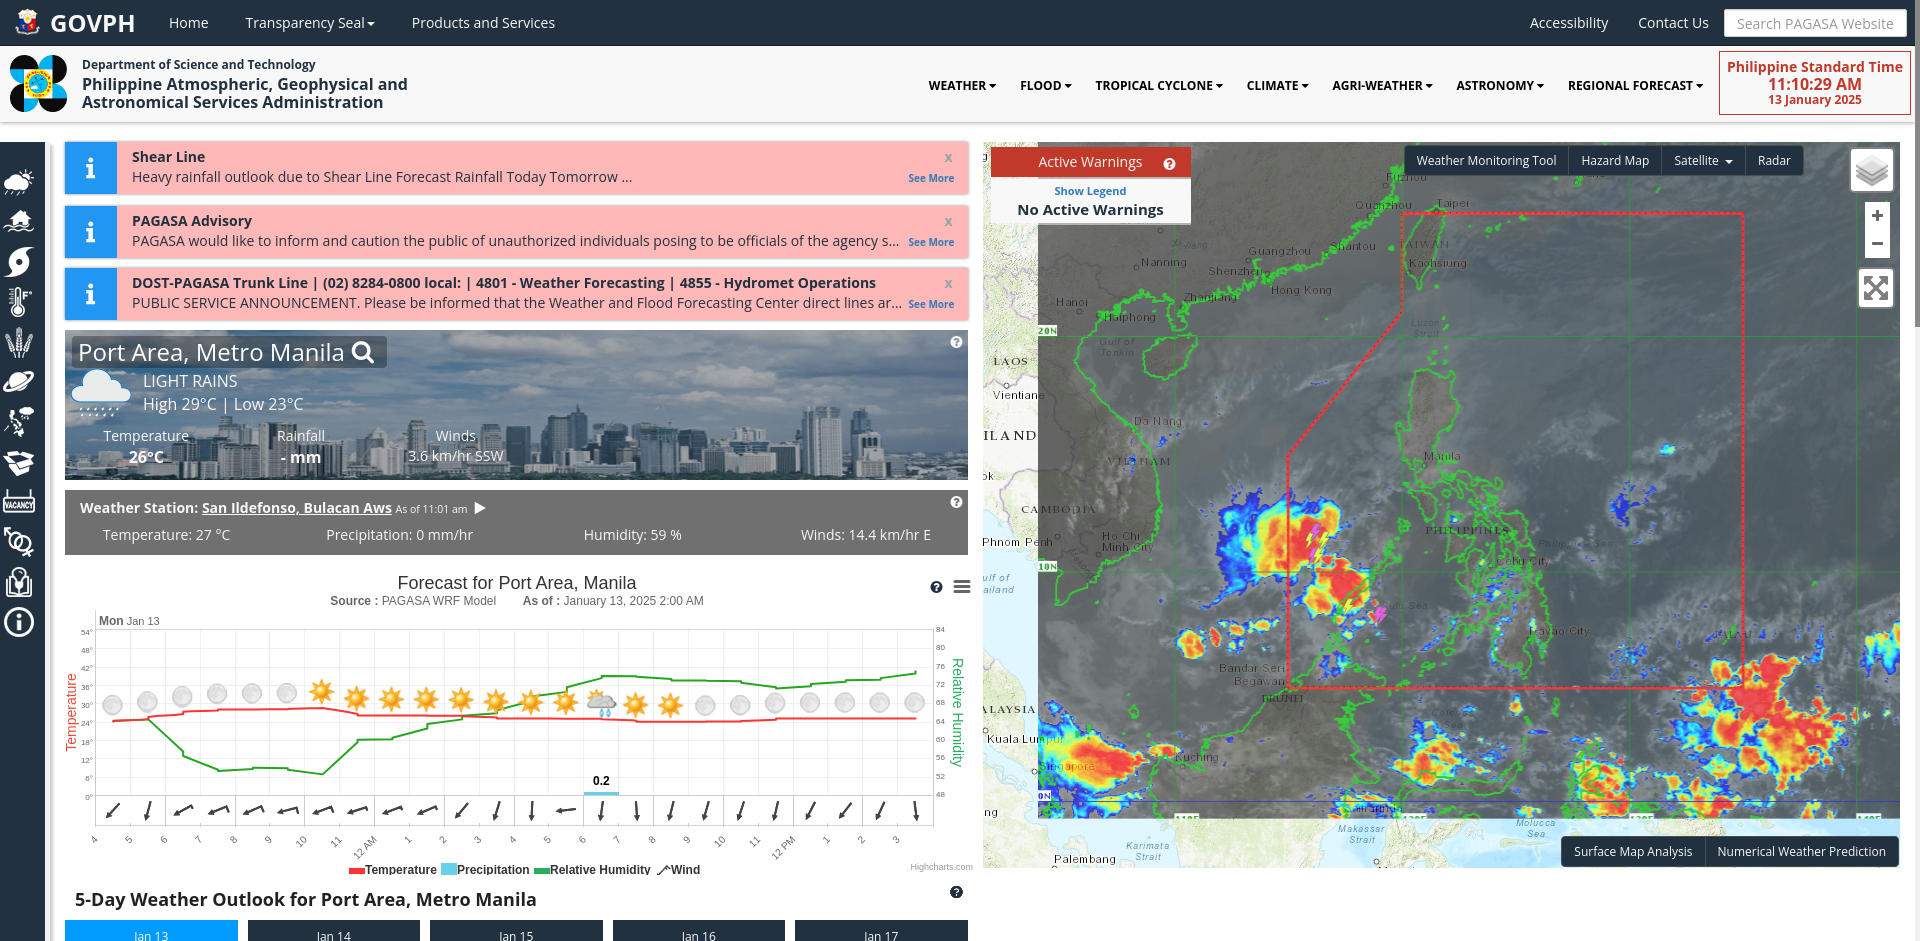 GOVPH
Home
Transparency Seal
Products and Services
Accessibility
Contact Us
Search PAGASA Website
Department of Science and Technology
Philippine Atmospheric, Geophysical and
Astronomical Services Administration
WEATHER
FLOOD
TROPICAL CYCLONE
CLIMATE
AGRI-WEATHER
ASTRONOMY
REGIONAL FORECAST
Philippine Standard Time
11:10:29 AM
13 January 2025
VACANCY
Shear Line
x
Heavy rainfall outlook due to Shear Line Forecast Rainfall Today Tomorrow ...
See More
PAGASA Advisory
x
PAGASA would like to inform and caution the public of unauthorized individuals posing to be officials of the agency s...
See More
DOST-PAGASA Trunk Line | (02) 8284-0800 local: | 4801 - Weather Forecasting | 4855 - Hydromet Operations
x
PUBLIC SERVICE ANNOUNCEMENT. Please be informed that the Weather and Flood Forecasting Center direct lines ar...
See More
Port Area, Metro Manila
LIGHT RAINS
High 29°C | Low 23°C
Temperature
26°C
Rainfall
- mm
Winds
3.6 km/hr SSW
Weather Station: San Ildefonso, Bulacan Aws As of 11:01 am
Temperature: 27 °C
Precipitation: 0 mm/hr
Humidity: 59 %
Winds: 14.4 km/hr E
Forecast for Port Area, Manila
Source : PAGASA WRF Model As of : January 13, 2025 2:00 AM
Mon Jan 13
54°
48°
42°
36°
30°
24°
18°
12°
6°
0°
Temperature
84
80
76
72
68
64
60
56
52
48
Relative Humidity
0.2
4 5 6 7 8 9 10 11 12 AM 1 2 3 4 5 6 7 8 9 10 11 12 PM 1 2 3
Temperature Precipitation Relative Humidity Wind
Highcharts.com
5-Day Weather Outlook for Port Area, Metro Manila
Jan 13
Jan 14
Jan 15
Jan 16
Jan 17
Active Warnings
Show Legend
No Active Warnings
Weather Monitoring Tool
Hazard Map
Satellite
Radar
+
−
Fuzhou
Quanzhou
Taipei
Guangzhou
Shantou
TAIWAN
Nanning
Shenzhen
Kaohsiung
Hanoi
Zhanjiang
Hong Kong
Haiphong
Luzon
Strait
20N
Gulf of
Tonkin
LAOS
Vientiane
Da Nang
ILAND
Manila
VIETNAM
ok
CAMBODIA
PHILIPPINES
Phnom Penh
Ho Chi
Minh City
Philippine Sea
Cebu City
10N
ulf of
ailand
Sulu Sea
Davao City
PALAU
Bandar Seri
Begawan
BRUNEI
ALAYSIA
Celebes
Sea
Kuala Lumpur
Kuching
Singapore
0N
Samarinda
ng
110E
120E
130E
140E
Makassar
Strait
Molucca
Sea
Karimata
Strait
Palembang
Surface Map Analysis
Numerical Weather Prediction